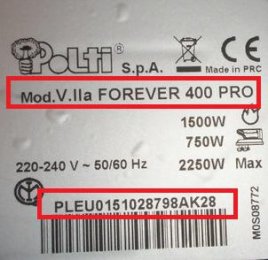 Polti® S.p.A.
CE Made in PRC
Mod.V.lla FOREVER 400 PRO
1500W
750W
220-240 V ~ 50/60 Hz 2250W Max
PLEU0151028798AK28
M0S08772